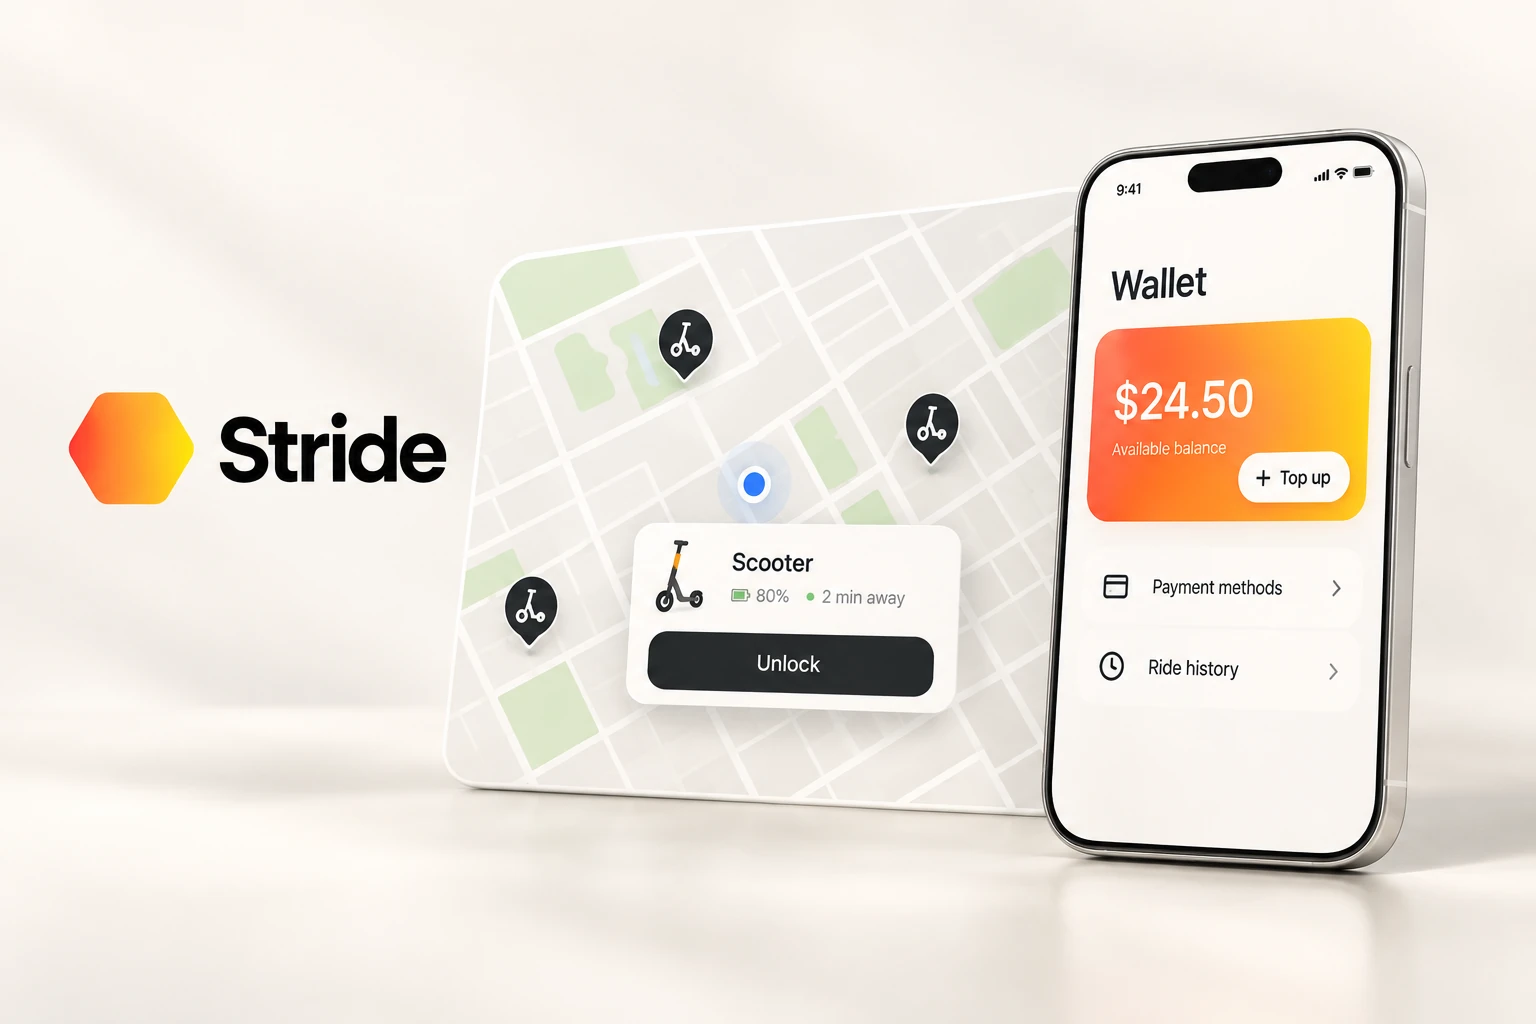 Stride
Scooter
80% 2 min away
Unlock
9:41
Wallet
$24.50
Available balance
+ Top up
Payment methods
Ride history